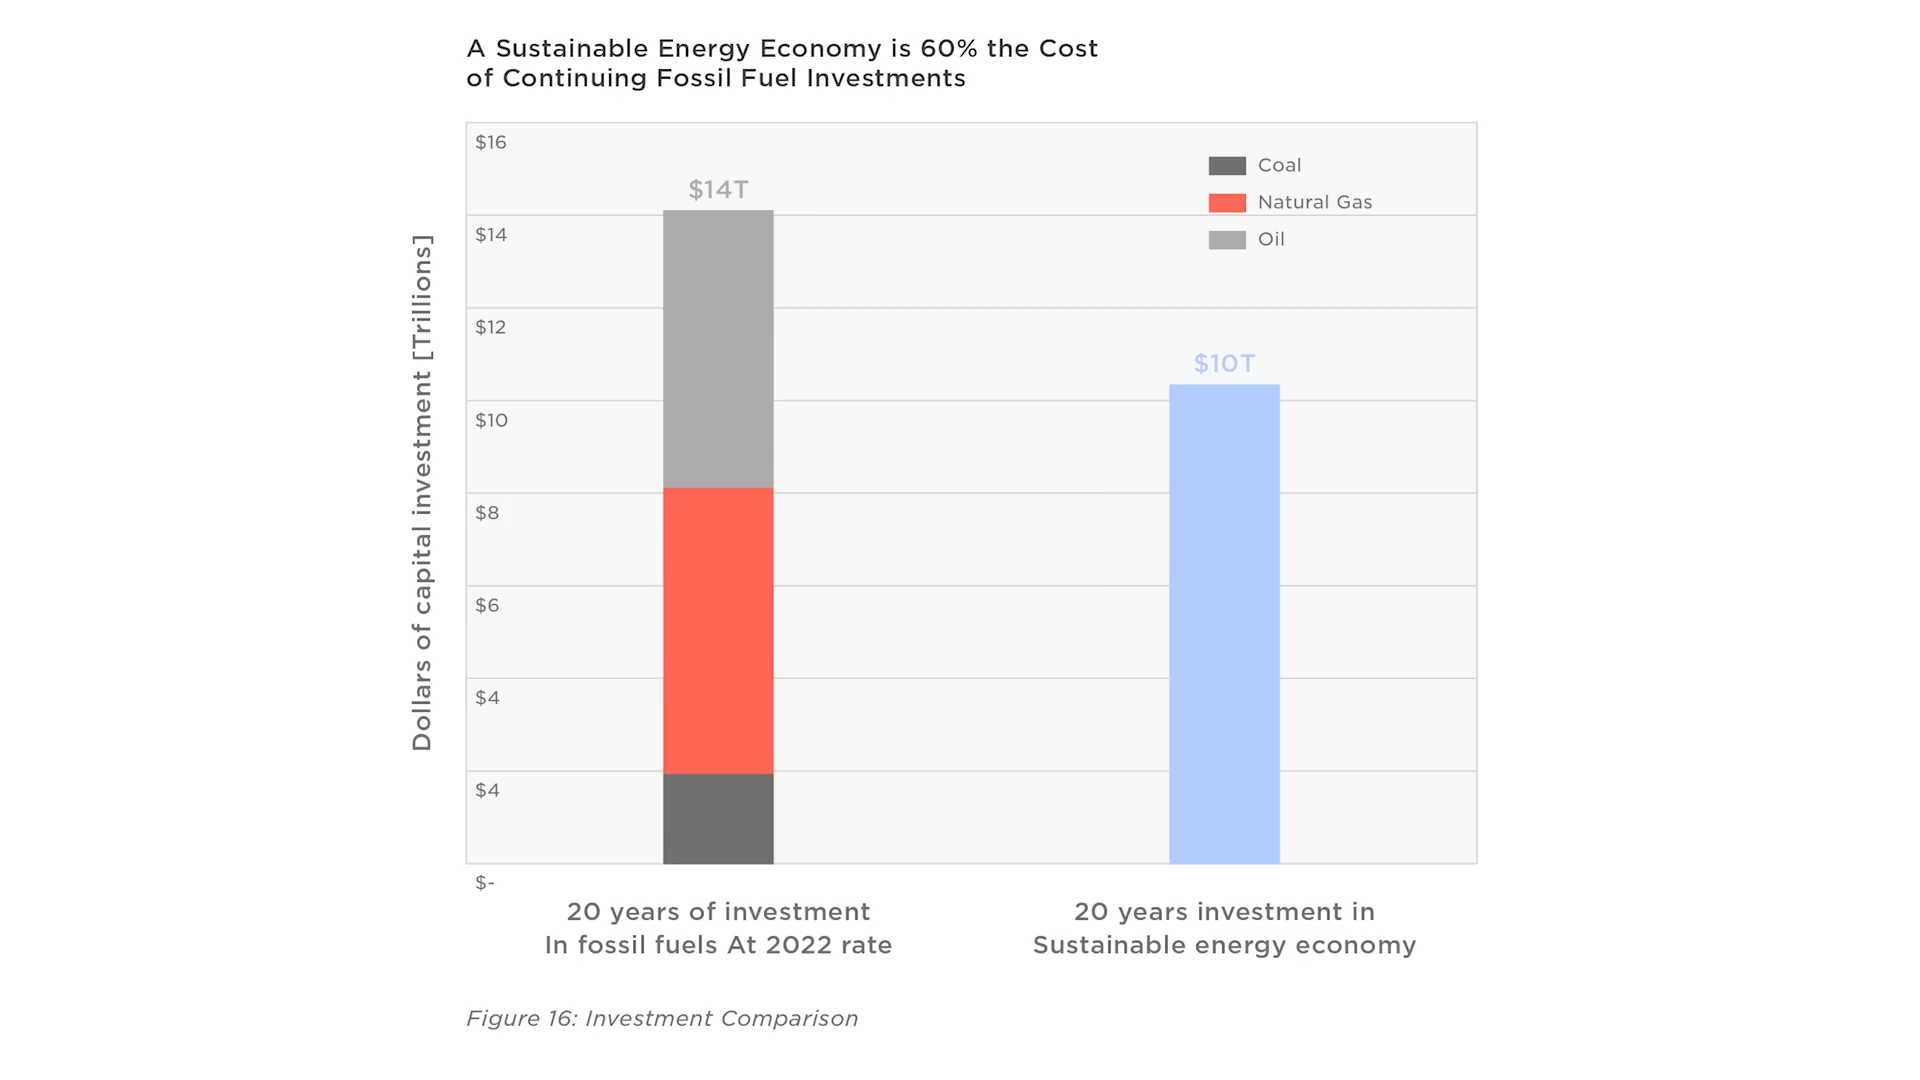 A Sustainable Energy Economy is 60% the Cost
of Continuing Fossil Fuel Investments
Dollars of capital investment [Trillions]
$16
$14
$12
$10
$8
$6
$4
$4
$-
$14T
$10T
Coal
Natural Gas
Oil
20 years of investment
In fossil fuels At 2022 rate
20 years investment in
Sustainable energy economy
Figure 16: Investment Comparison